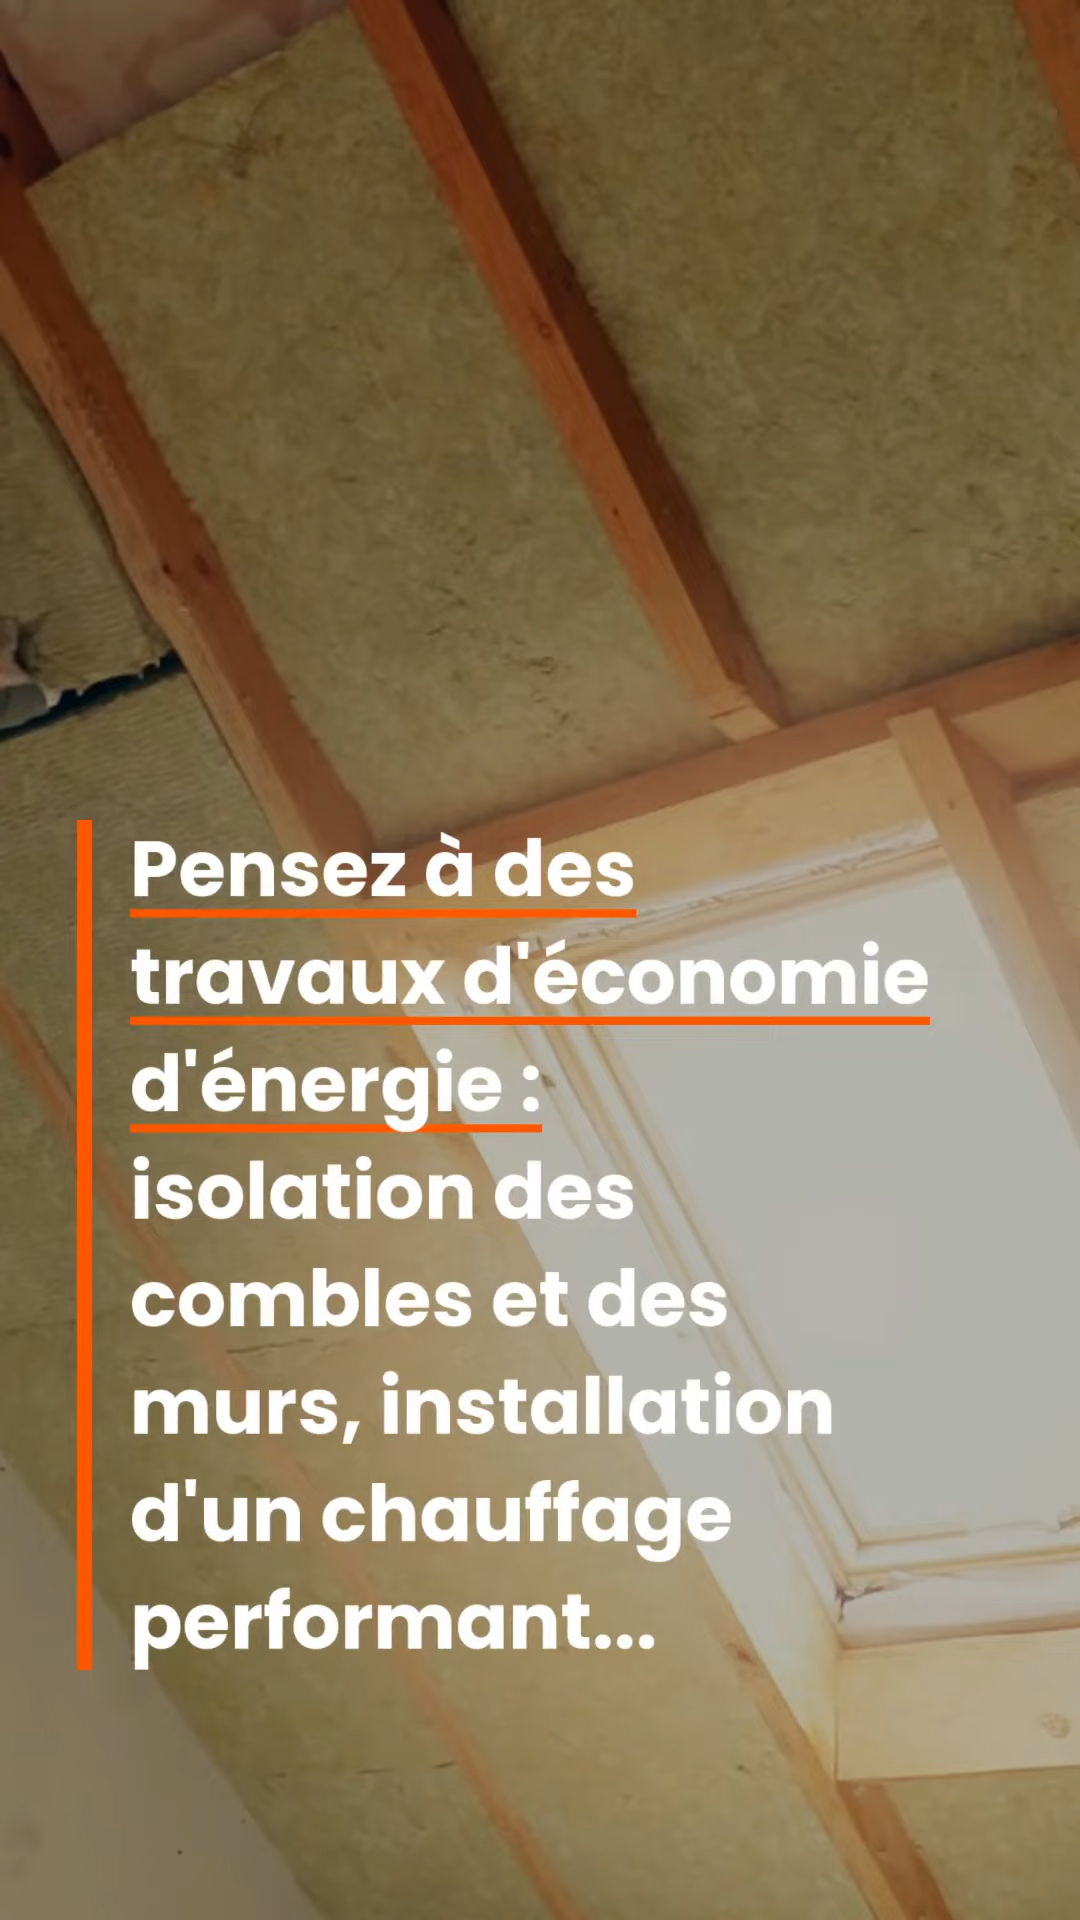 Pensez à des
travaux d'économie
d'énergie :
isolation des
combles et des
murs, installation
d'un chauffage
performant...